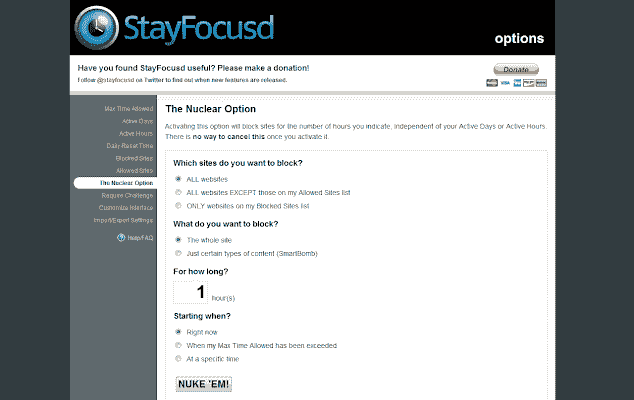 StayFocusd
options
Have you found StayFocusd useful? Please make a donation!
Follow @stayfocusd on Twitter to find out when new features are released.
Donate
VISA
Max Time Allowed
Active Days
Active Hours
Daily Reset Time
Blocked Sites
Allowed Sites
The Nuclear Option
Require Challenge
Customize Interface
Import/Export Settings
help/FAQ
The Nuclear Option
Activating this option will block sites for the number of hours you indicate, independent of your Active Days or Active Hours.
There is no way to cancel this once you activate it.
Which sites do you want to block?
ALL websites
ALL websites EXCEPT those on my Allowed Sites list
ONLY websites on my Blocked Sites list
What do you want to block?
The whole site
Just certain types of content (SmartBomb)
For how long?
1 hour(s)
Starting when?
Right now
When my Max Time Allowed has been exceeded
At a specific time
NUKE 'EM!